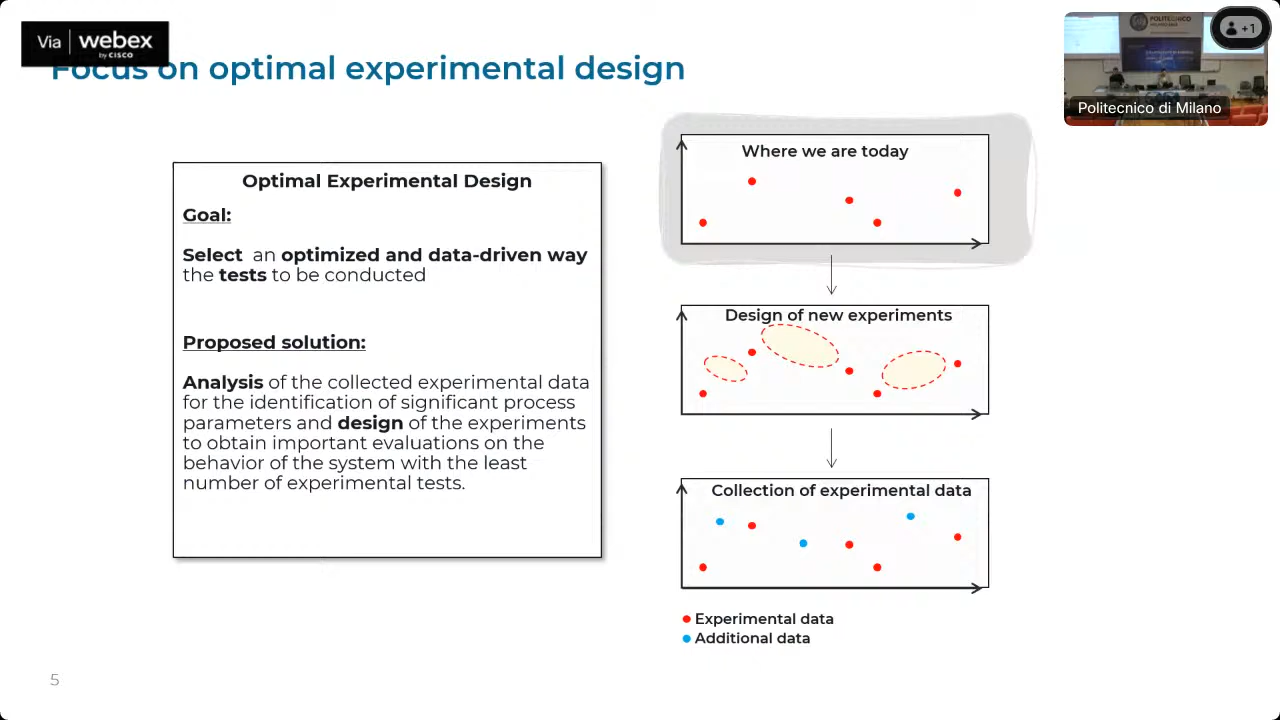 Via webex
by CISCO
Focus on optimal experimental design
POLITECNICO
+1
Politecnico di Milano
Optimal Experimental Design
Goal:
Select an optimized and data-driven way
the tests to be conducted
Proposed solution:
Analysis of the collected experimental data
for the identification of significant process
parameters and design of the experiments
to obtain important evaluations on the
behavior of the system with the least
number of experimental tests.
Where we are today
Design of new experiments
Collection of experimental data
Experimental data
Additional data
5